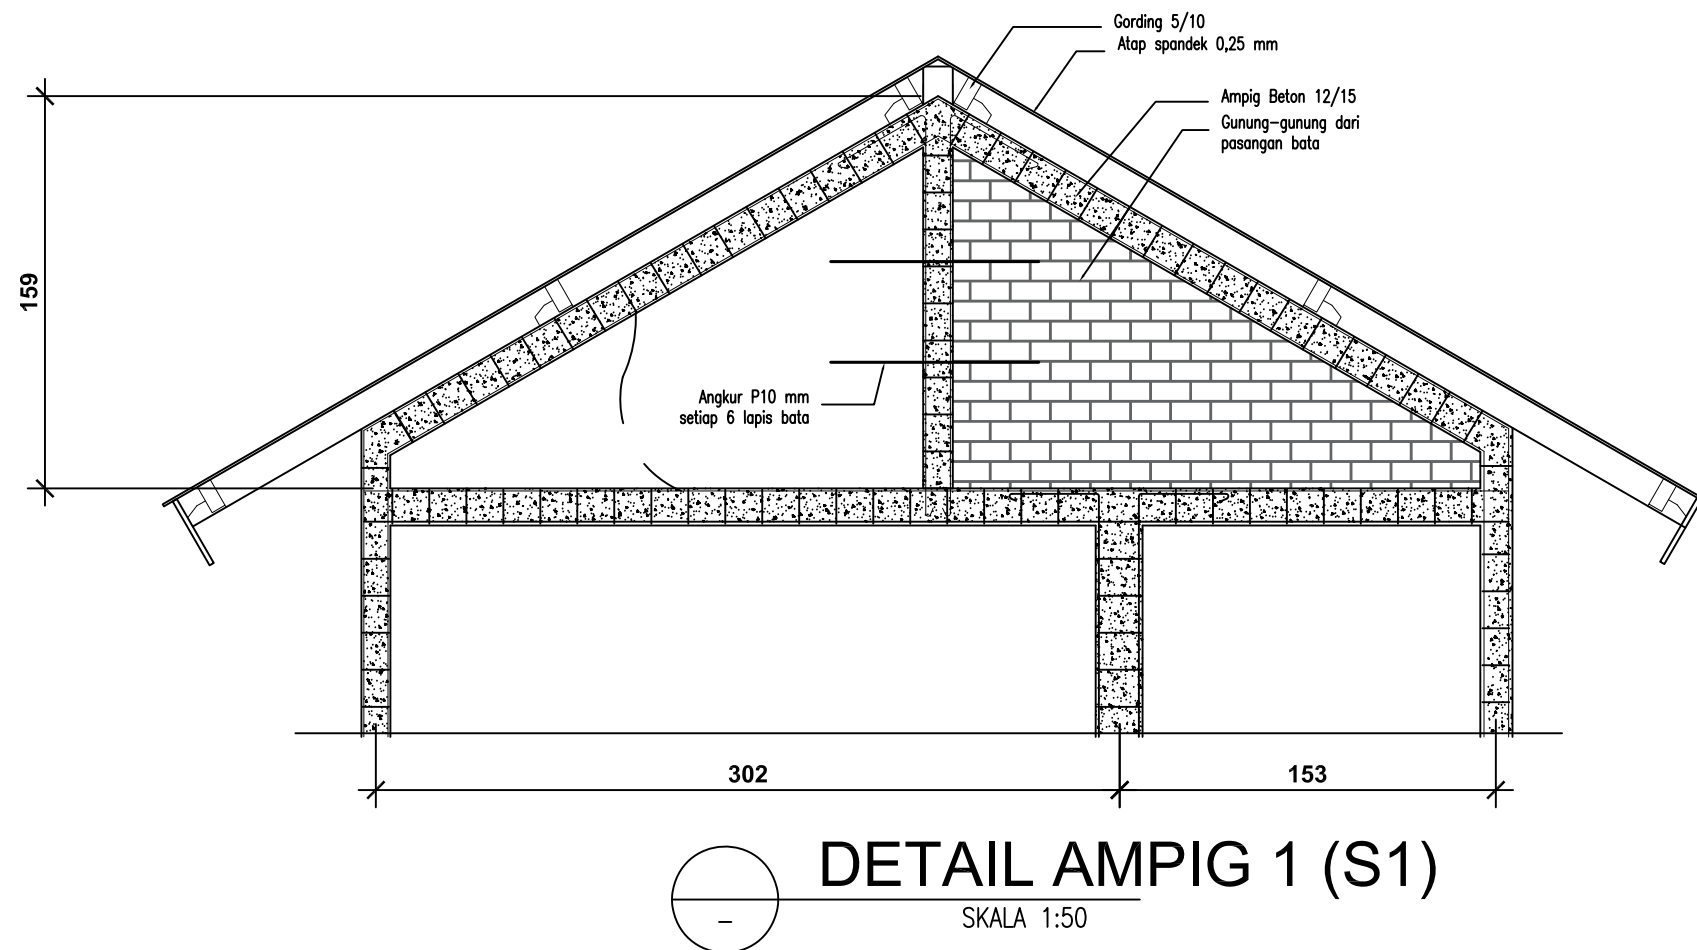 Gording 5/10
Atap spandek 0,25 mm
Ampig Beton 12/15
Gunung-gunung dari
pasangan bata
159
Angkur P10 mm
setiap 6 lapis bata
302
153
DETAIL AMPIG 1 (S1)
–
SKALA 1:50